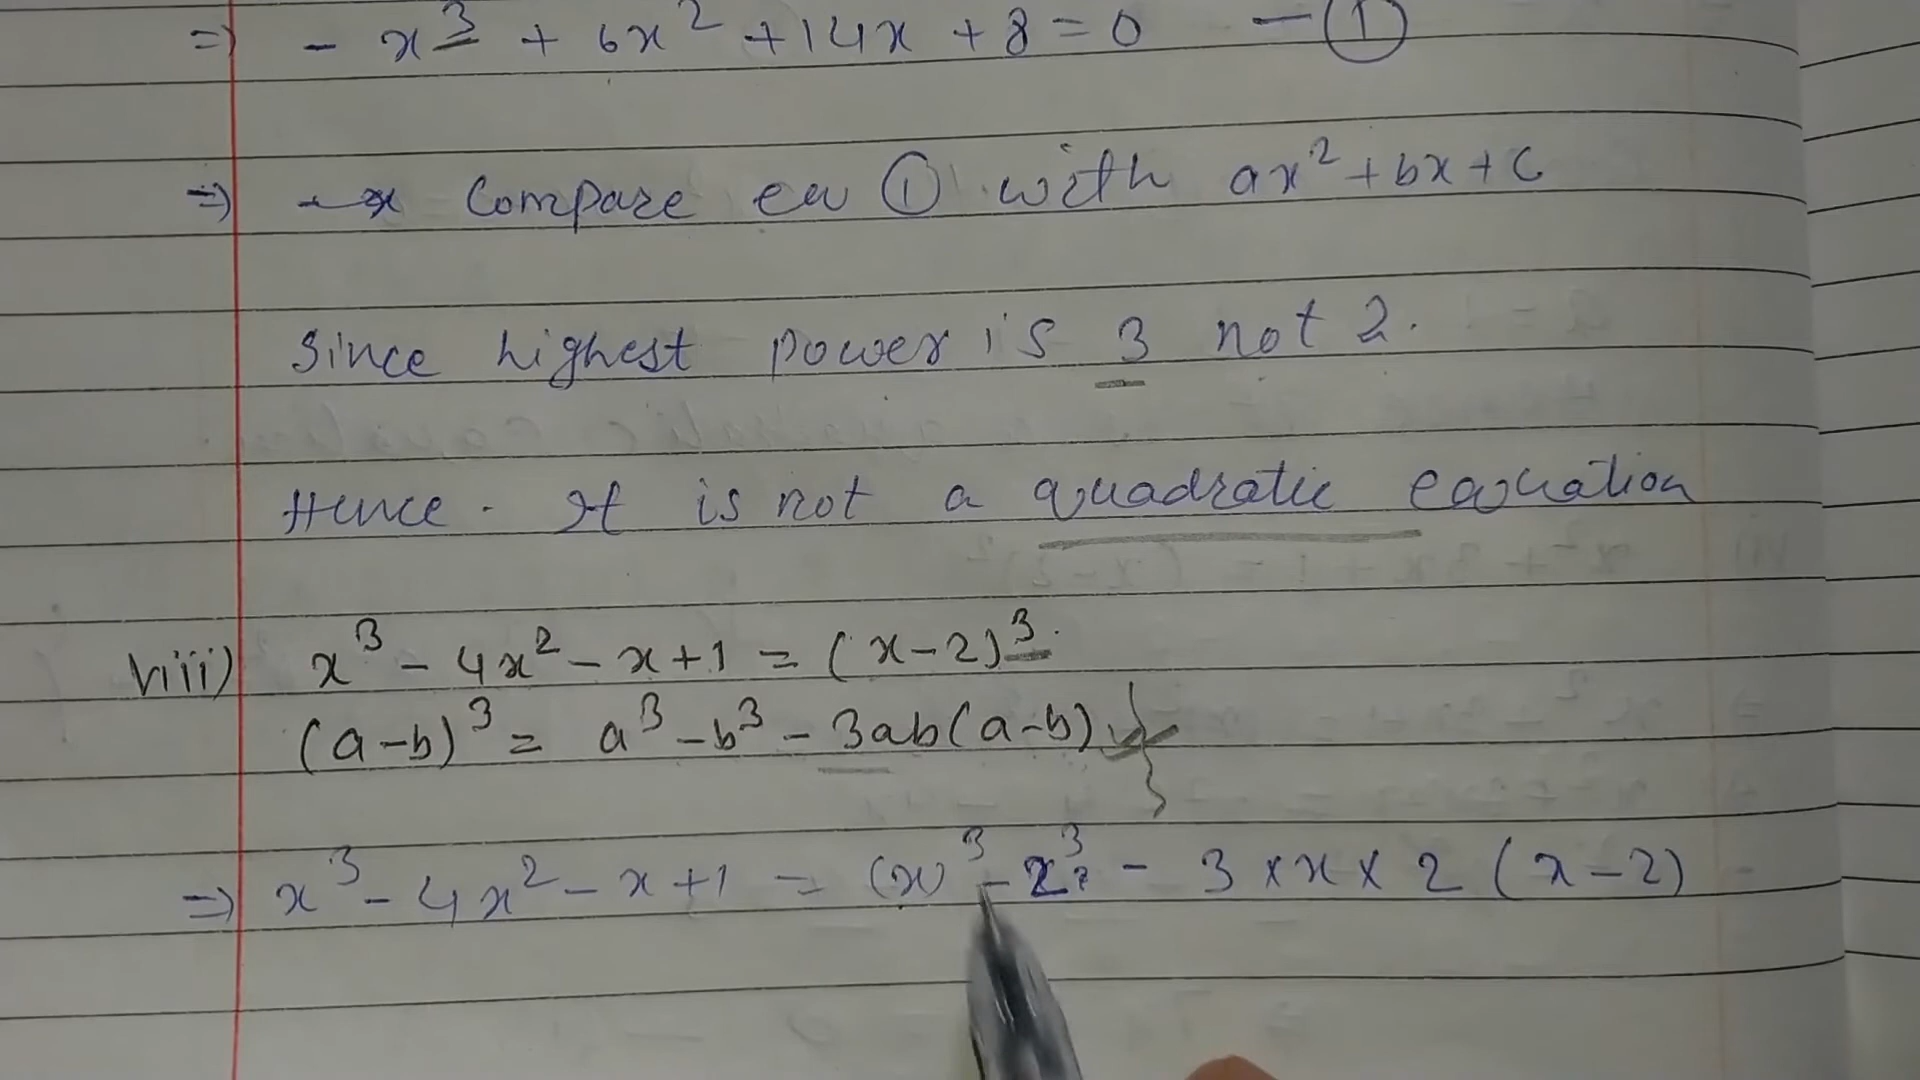 =) - x³ + 6x² + 14x + 8 = 0 — ①
=) Compare ew ① with ax² + bx + c
Since highest power is 3 not 2.
Hence. It is not a quadratic equation
viii) x³ - 4x² - x + 1 = (x - 2)³
(a - b)³ = a³ - b³ - 3ab(a - b)
=) x³ - 4x² - x + 1 = (x)³ - 2³ - 3 × x × 2 (x - 2)